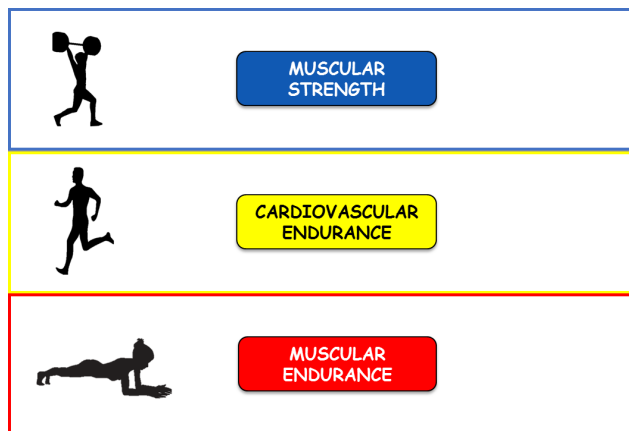 MUSCULAR
STRENGTH
CARDIOVASCULAR
ENDURANCE
MUSCULAR
ENDURANCE